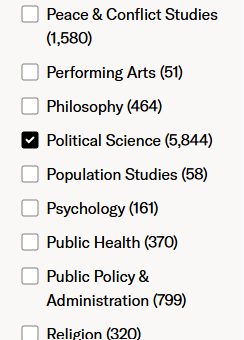 Peace & Conflict Studies
(1,580)
Performing Arts (51)
Philosophy (464)
Political Science (5,844)
Population Studies (58)
Psychology (161)
Public Health (370)
Public Policy &
Administration (799)
Religion (320)